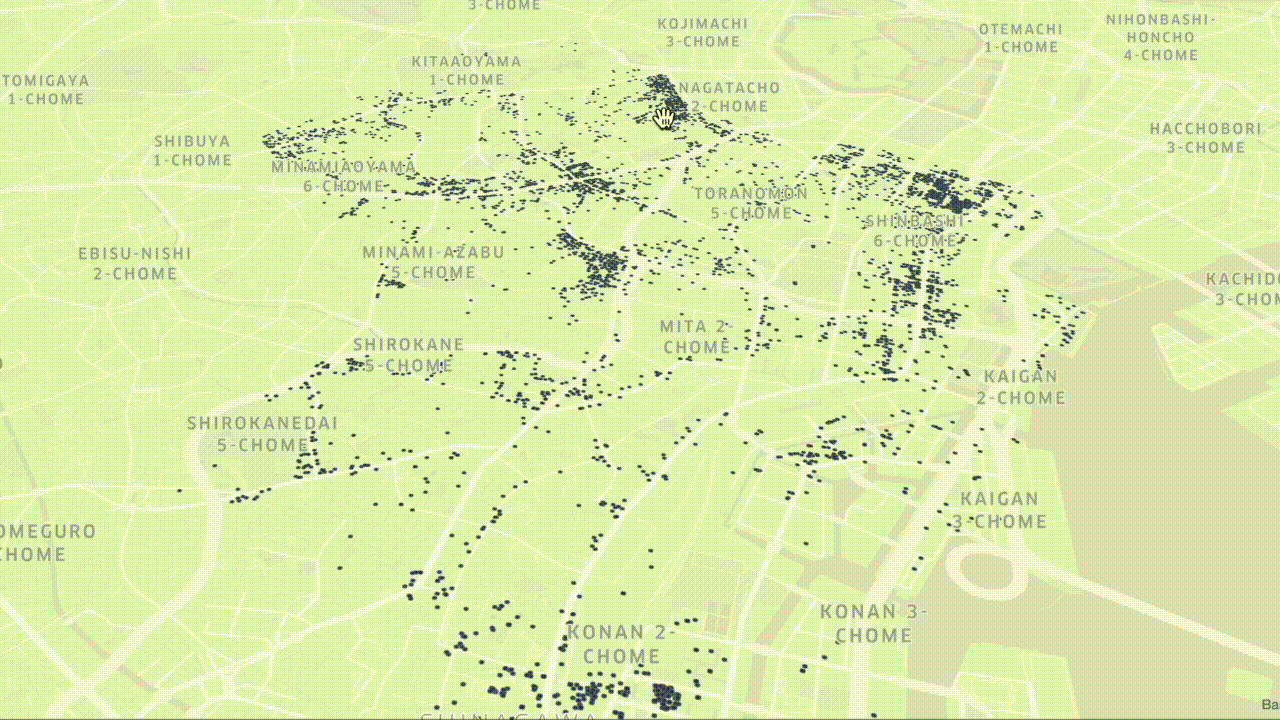 3-CHOME
KOJIMACHI
3-CHOME
OTEMACHI
1-CHOME
NIHONBASHI-
HONCHO
4-CHOME
KITAAOYAMA
1-CHOME
TOMIGAYA
1-CHOME
NAGATACHO
2-CHOME
SHIBUYA
1-CHOME
HACCHOBORI
3-CHOME
MINAMIAOYAMA
6-CHOME
TORANOMON
5-CHOME
SHINBASHI
6-CHOME
EBISU-NISHI
2-CHOME
MINAMI-AZABU
5-CHOME
KACHIDO
3-CHOM
MITA 2-
CHOME
SHIROKANE
5-CHOME
KAIGAN
2-CHOME
SHIROKANEDAI
5-CHOME
KAIGAN
3-CHOME
OMEGURO
CHOME
KONAN 3-
CHOME
KONAN 2-
CHOME
Ba
SHINAGAWA